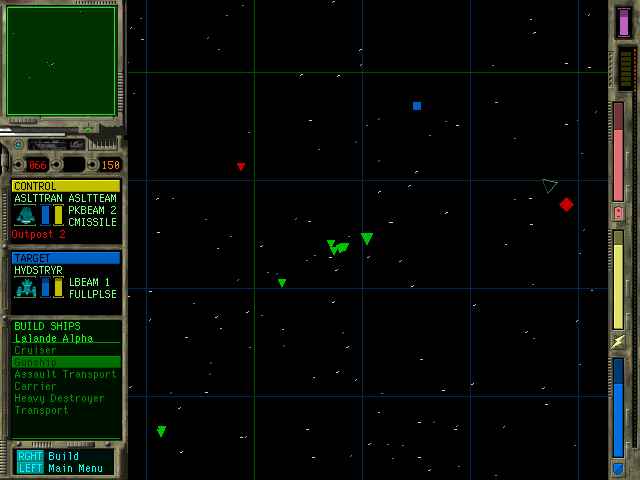 066 150
CONTROL
ASLTTRAN ASLTTEAM
PKBEAM 2
CMISSILE
Outpost 2
TARGET
HVDSTRYR
LBEAM 1
FULLPLSE
BUILD SHIPS
Lalande Alpha
Cruiser
Gunship
Assault Transport
Carrier
Heavy Destroyer
Transport
RGHT Build
LEFT Main Menu